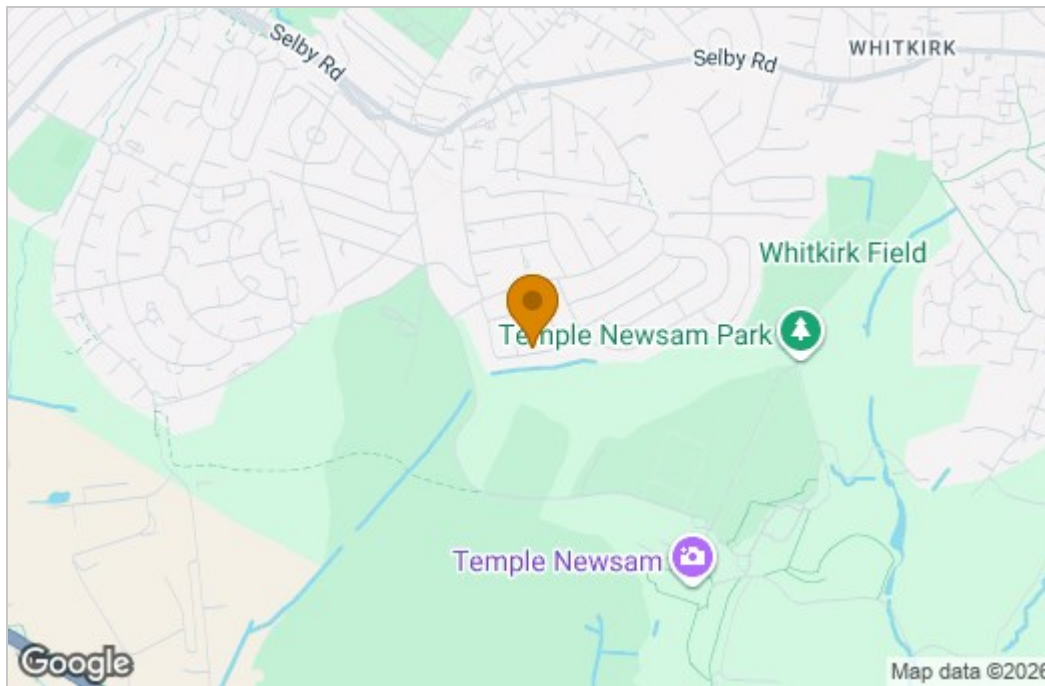 Selby Rd
Selby Rd
WHITKIRK
Whitkirk Field
Temple Newsam Park
Temple Newsam
Google
Map data ©2026